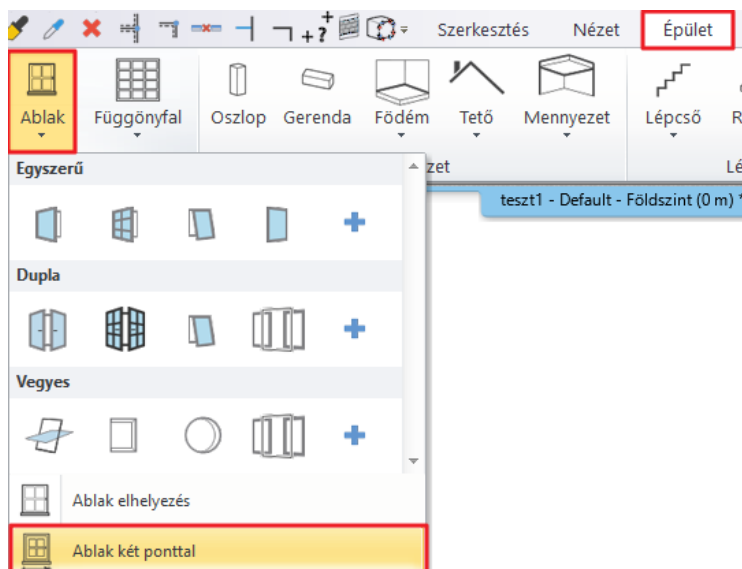 Szerkesztés Nézet Épület
Ablak Függönyfal Oszlop Gerenda Födém Tető Mennyezet Lépcső
Egyszerű
teszt1 - Default - Földszint (0 m) *
Dupla
Vegyes
Ablak elhelyezés
Ablak két ponttal